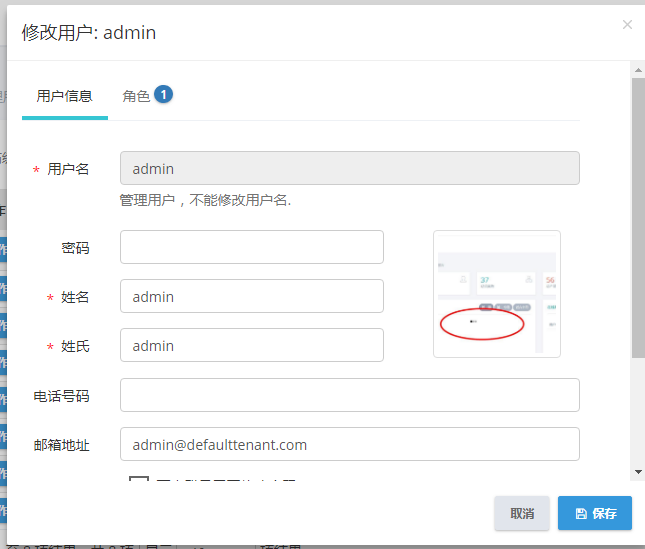 修改用户: admin
×
用户信息
角色 1
* 用户名
admin
管理用户，不能修改用户名.
密码
37
56
* 姓名
admin
* 姓氏
admin
电话号码
邮箱地址
admin@defaulttenant.com
取消
保存